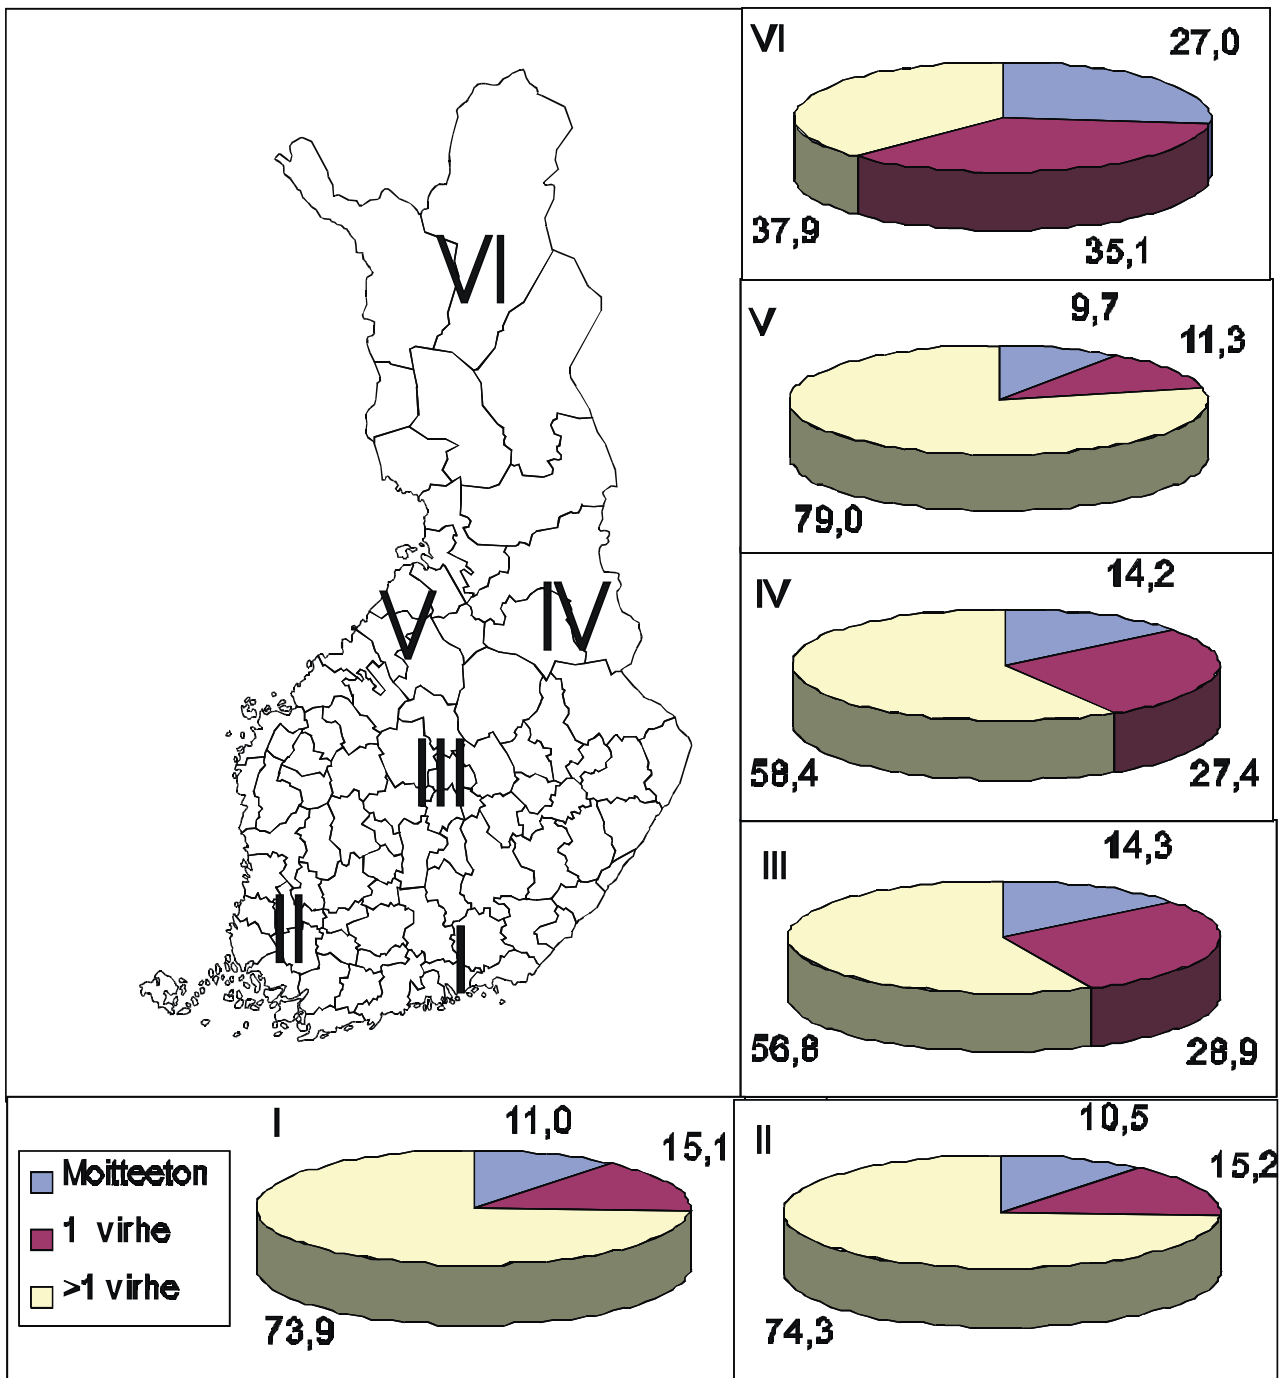 VI
27,0
37,9
35,1
V
9,7
11,3
79,0
IV
14,2
58,4
27,4
III
14,3
56,8
28,9
VI
V
IV
III
II
I
I
11,0
15,1
73,9
Moitteeton
1 virhe
>1 virhe
II
10,5
15,2
74,3